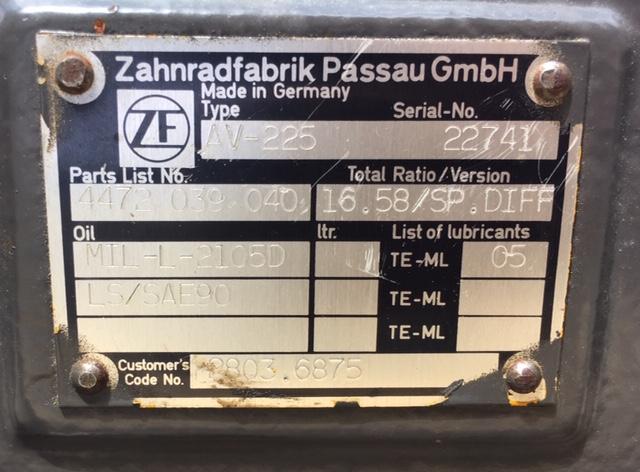 Zahnradfabrik Passau GmbH
Made in Germany
ZF
Type Serial-No.
AV-225 22741
Parts List No. Total Ratio/Version
4472 039 040 16.58/SP.DIFF
Oil ltr. List of lubricants
MIL-L-2105D TE-ML 05
LS/SAE90 TE-ML
TE-ML
Customer's
Code No. 2803.6875